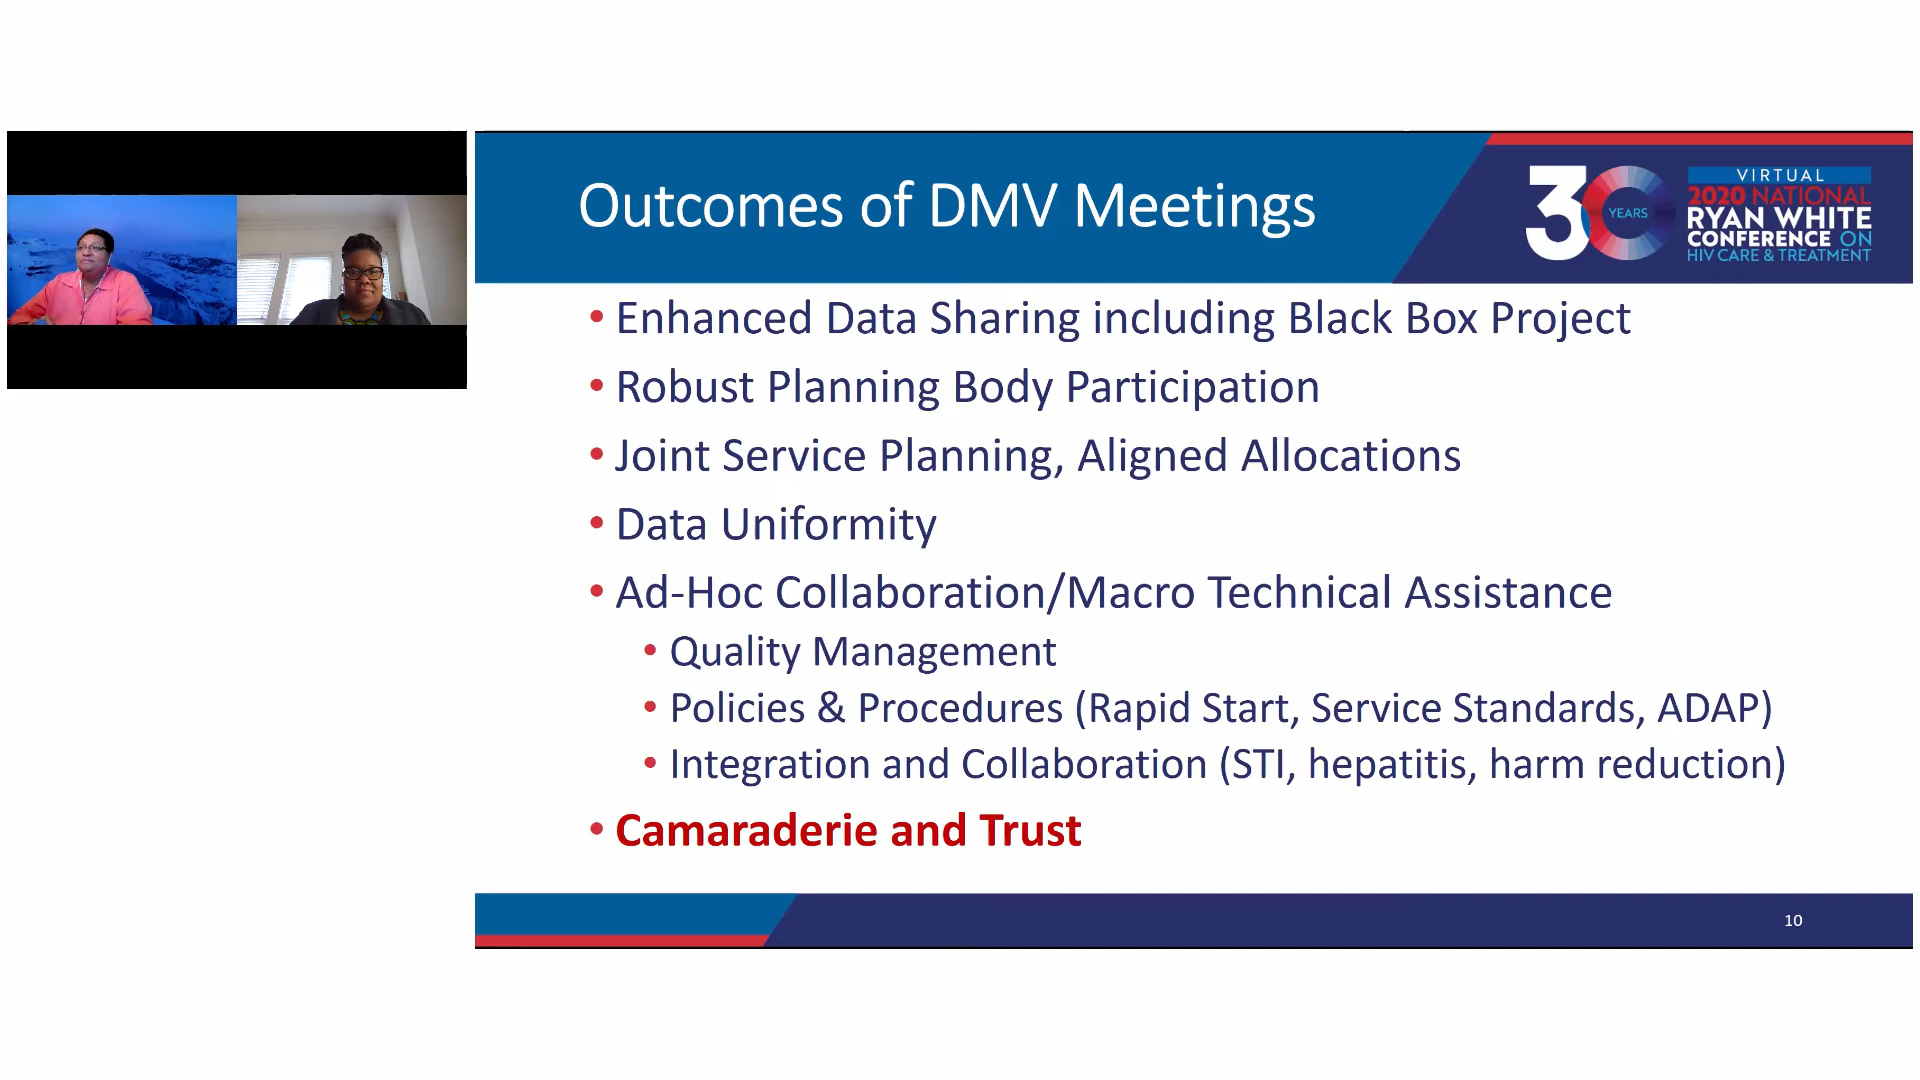 Outcomes of DMV Meetings
30
YEARS
VIRTUAL
2020 NATIONAL
RYAN WHITE
CONFERENCE ON
HIV CARE & TREATMENT
• Enhanced Data Sharing including Black Box Project
• Robust Planning Body Participation
• Joint Service Planning, Aligned Allocations
• Data Uniformity
• Ad-Hoc Collaboration/Macro Technical Assistance
• Quality Management
• Policies & Procedures (Rapid Start, Service Standards, ADAP)
• Integration and Collaboration (STI, hepatitis, harm reduction)
• Camaraderie and Trust
10